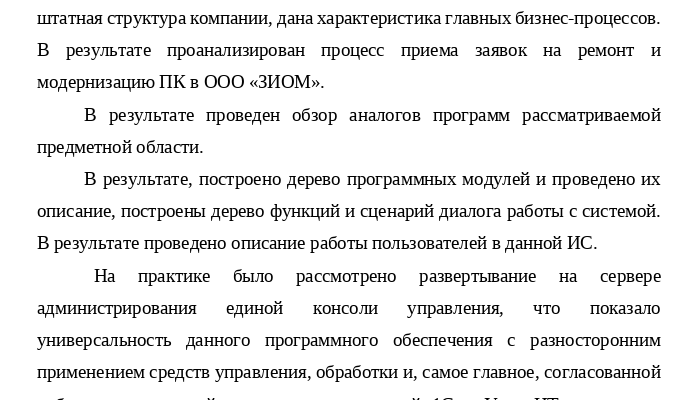 штатная структура компании, дана характеристика главных бизнес-процессов.
В результате проанализирован процесс приема заявок на ремонт и
модернизацию ПК в ООО «ЗИОМ».
В результате проведен обзор аналогов программ рассматриваемой
предметной области.
В результате, построено дерево программных модулей и проведено их
описание, построены дерево функций и сценарий диалога работы с системой.
В результате проведено описание работы пользователей в данной ИС.
На практике было рассмотрено развертывание на сервере
администрирования единой консоли управления, что показало
универсальность данного программного обеспечения с разносторонним
применением средств управления, обработки и, самое главное, согласованной